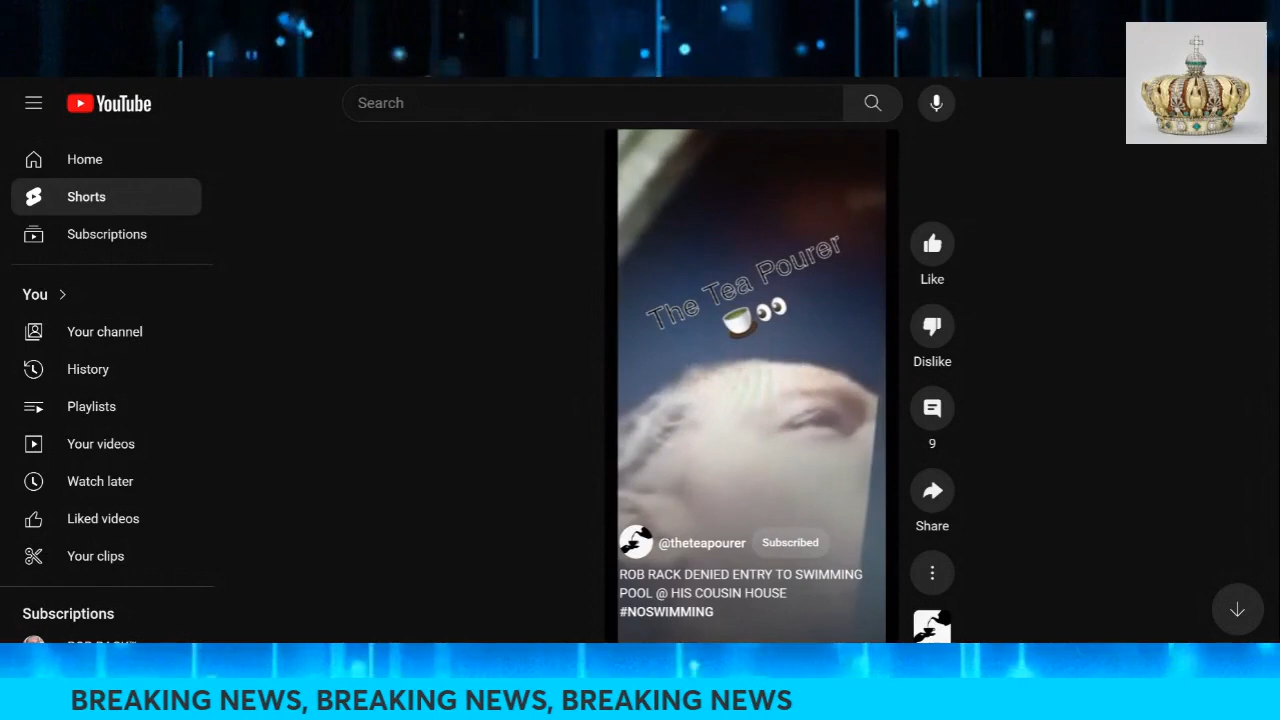 YouTube
Search
Home
Shorts
Subscriptions
You
Your channel
History
Playlists
Your videos
Watch later
Liked videos
Your clips
Subscriptions
The Tea Pourer
Like
Dislike
9
Share
@theteapourer Subscribed
ROB RACK DENIED ENTRY TO SWIMMING
POOL @ HIS COUSIN HOUSE
#NOSWIMMING
BREAKING NEWS, BREAKING NEWS, BREAKING NEWS